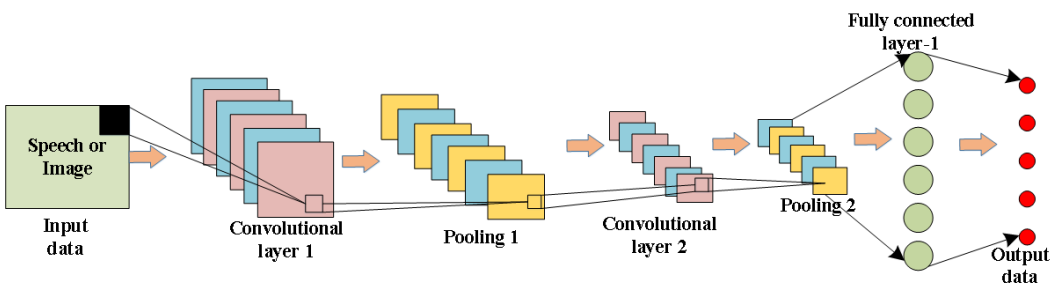 Speech or
Image
Input
data
Convolutional
layer 1
Pooling 1
Convolutional
layer 2
Pooling 2
Fully connected
layer-1
Output
data